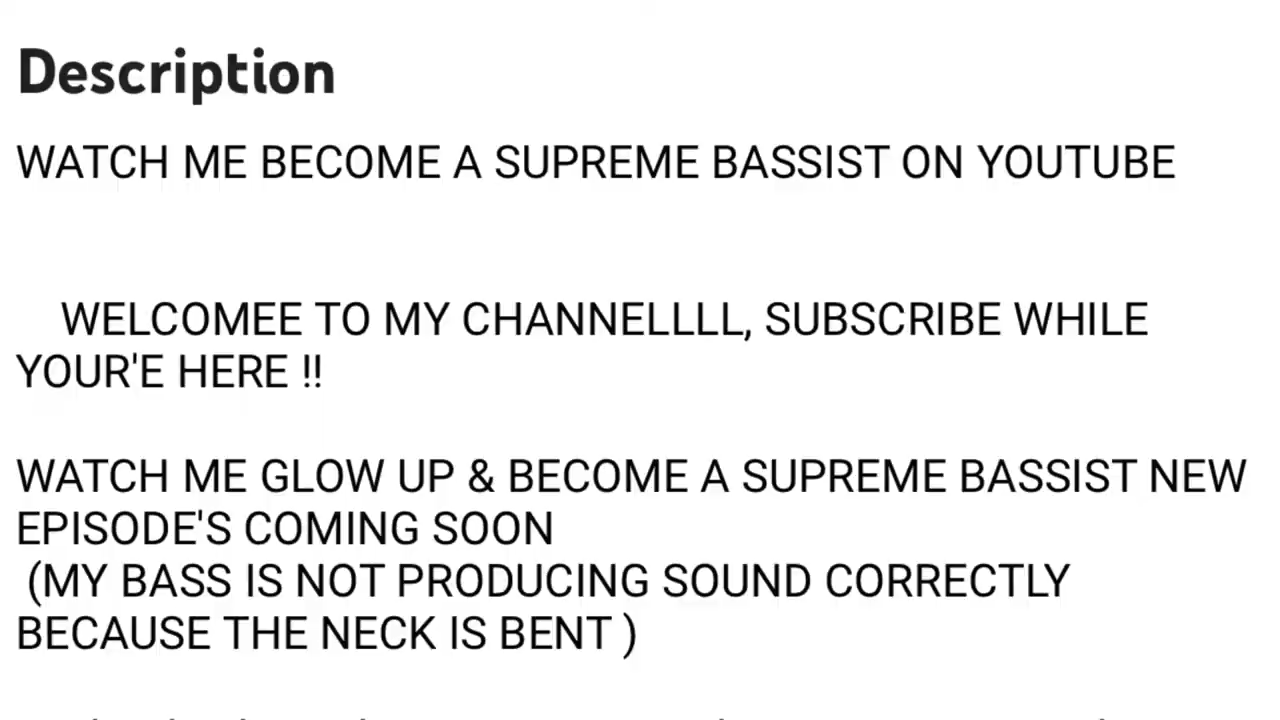 Description
WATCH ME BECOME A SUPREME BASSIST ON YOUTUBE
WELCOMEE TO MY CHANNELLLL, SUBSCRIBE WHILE
YOUR'E HERE !!
WATCH ME GLOW UP & BECOME A SUPREME BASSIST NEW
EPISODE'S COMING SOON
(MY BASS IS NOT PRODUCING SOUND CORRECTLY
BECAUSE THE NECK IS BENT )